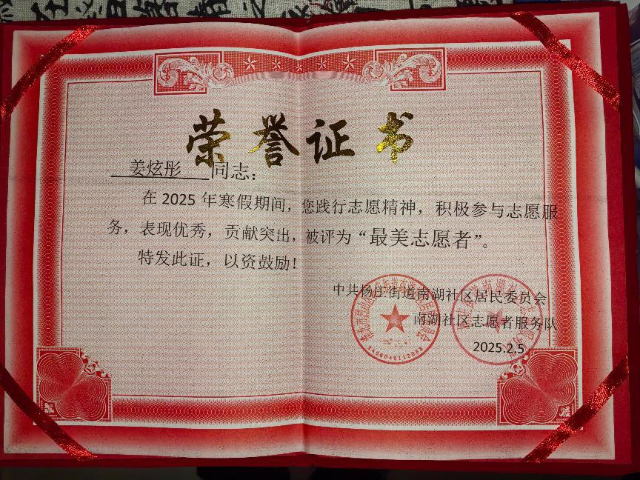 荣誉证书
姜炫彤 同志：
在 2025 年寒假期间，您践行志愿精神，积极参与志愿服
务，表现优秀，贡献突出，被评为“最美志愿者”。
特发此证，以资鼓励！
中共杨庄街道南湖社区居民委员会
南湖社区志愿者服务队
2025.2.5